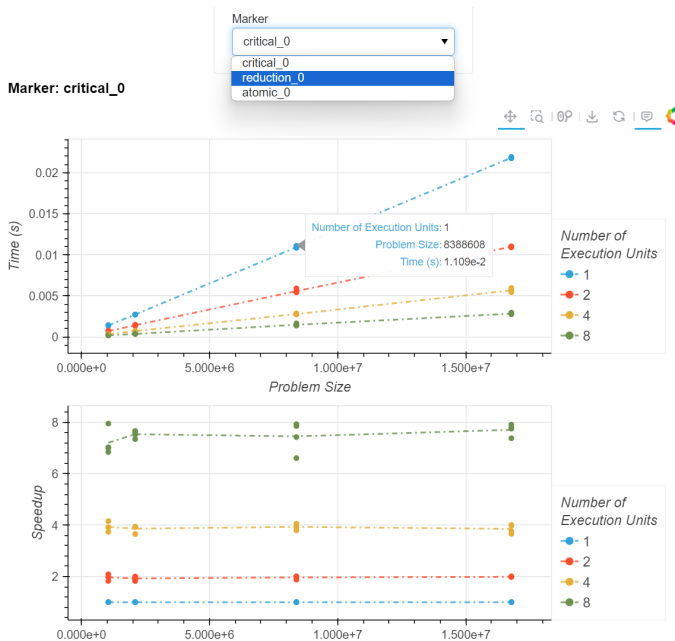 Marker
critical_0
critical_0
reduction_0
atomic_0
Marker: critical_0
Time (s)
0.02
0.015
0.01
0.005
0
Number of Execution Units: 1
Problem Size: 8388608
Time (s): 1.109e-2
Number of
Execution Units
1
2
4
8
0.000e+0 5.000e+6 1.000e+7 1.500e+7
Problem Size
Speedup
8
6
4
2
Number of
Execution Units
1
2
4
8
0.000e+0 5.000e+6 1.000e+7 1.500e+7